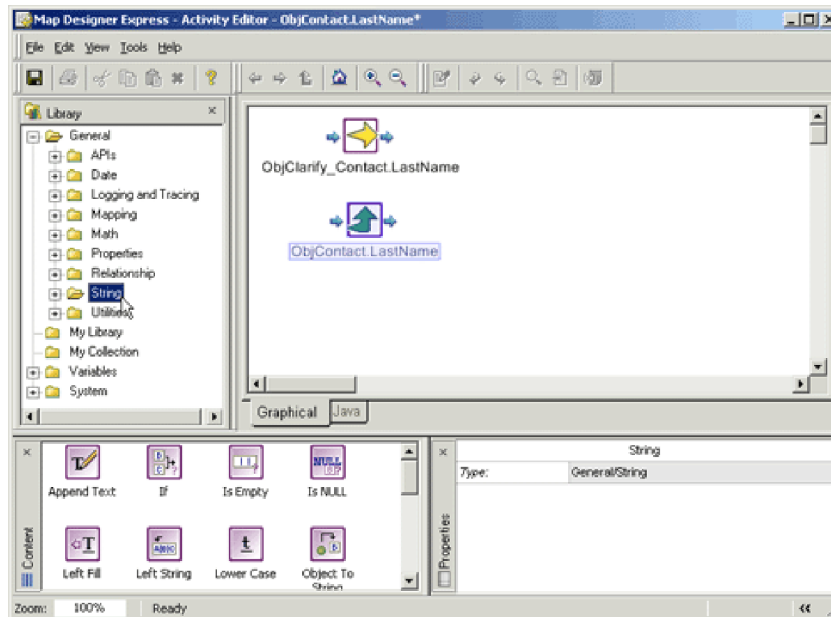 Map Designer Express - Activity Editor - ObjContact.LastName*
File Edit View Tools Help
Library
General
APIs
Date
Logging and Tracing
Mapping
Math
Properties
Relationship
String
Utilities
My Library
My Collection
Variables
System
ObjClarify_Contact.LastName
ObjContact.LastName
Graphical Java
Content
Append Text If Is Empty Is NULL
Left Fill Left String Lower Case Object To
String
Properties
String
Type: General/String
Zoom: 100% Ready